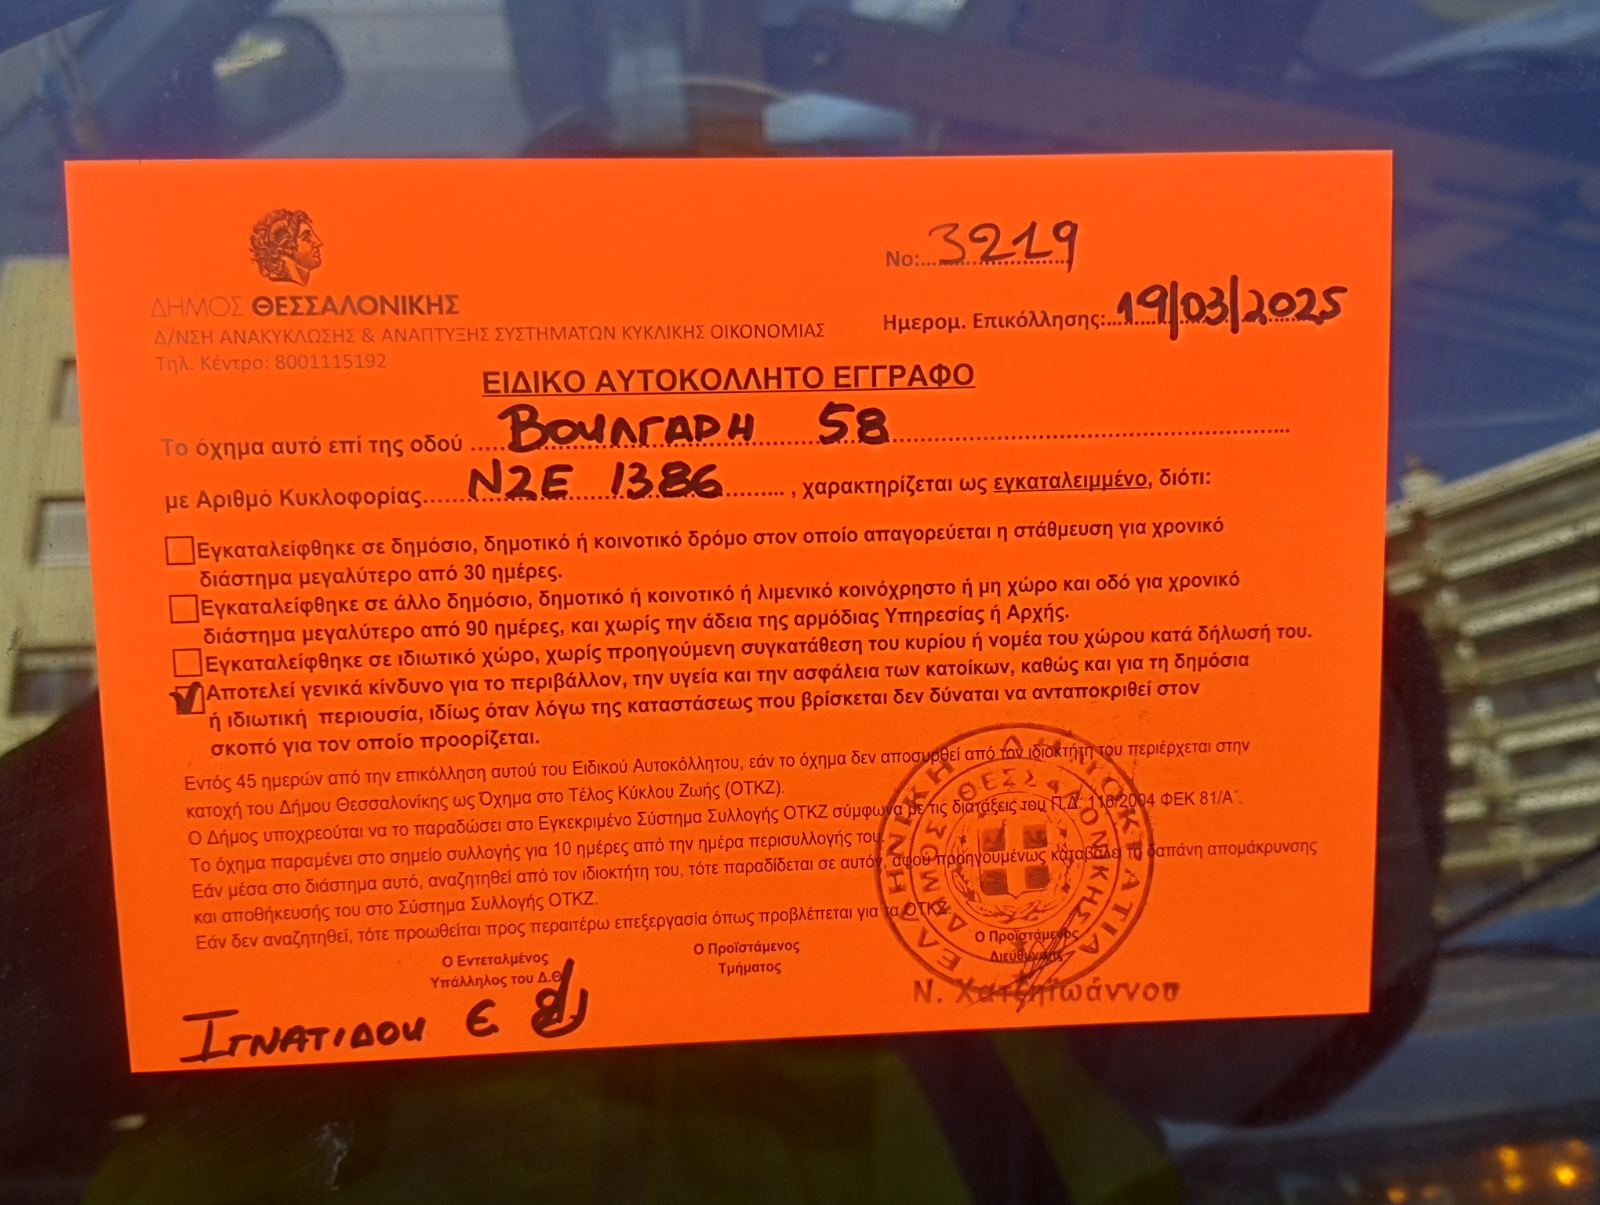 Νο:....3219
ΔΗΜΟΣ ΘΕΣΣΑΛΟΝΙΚΗΣ
Ημερομ. Επικόλλησης:...19/03/2025
Δ/ΝΣΗ ΑΝΑΚΥΚΛΩΣΗΣ & ΑΝΑΠΤΥΞΗΣ ΣΥΣΤΗΜΑΤΩΝ ΚΥΚΛΙΚΗΣ ΟΙΚΟΝΟΜΙΑΣ
Τηλ. Κέντρο: 8001115192
ΕΙΔΙΚΟ ΑΥΤΟΚΟΛΛΗΤΟ ΕΓΓΡΑΦΟ
Το όχημα αυτό επί της οδού ..... ΒΟΥΛΓΑΡΗ 58 .....
με Αριθμό Κυκλοφορίας..... ΝΖΕ 1386 ..... , χαρακτηρίζεται ως εγκαταλειμμένο, διότι:
Εγκαταλείφθηκε σε δημόσιο, δημοτικό ή κοινοτικό δρόμο στον οποίο απαγορεύεται η στάθμευση για χρονικό
διάστημα μεγαλύτερο από 30 ημέρες.
Εγκαταλείφθηκε σε άλλο δημόσιο, δημοτικό ή κοινοτικό ή λιμενικό κοινόχρηστο ή μη χώρο και οδό για χρονικό
διάστημα μεγαλύτερο από 90 ημέρες, και χωρίς την άδεια της αρμόδιας Υπηρεσίας ή Αρχής.
Εγκαταλείφθηκε σε ιδιωτικό χώρο, χωρίς προηγούμενη συγκατάθεση του κυρίου ή νομέα του χώρου κατά δήλωσή του.
Αποτελεί γενικά κίνδυνο για το περιβάλλον, την υγεία και την ασφάλεια των κατοίκων, καθώς και για τη δημόσια
ή ιδιωτική περιουσία, ιδίως όταν λόγω της καταστάσεως που βρίσκεται δεν δύναται να ανταποκριθεί στον
σκοπό για τον οποίο προορίζεται.
Εντός 45 ημερών από την επικόλληση αυτού του Ειδικού Αυτοκόλλητου, εάν το όχημα δεν αποσυρθεί από τον ιδιοκτήτη του περιέρχεται στην
κατοχή του Δήμου Θεσσαλονίκης ως Όχημα στο Τέλος Κύκλου Ζωής (ΟΤΚΖ).
Ο Δήμος υποχρεούται να το παραδώσει στο Εγκεκριμένο Σύστημα Συλλογής ΟΤΚΖ σύμφωνα με τις διατάξεις του Π.Δ. 116/2004 ΦΕΚ 81/Α΄.
Το όχημα παραμένει στο σημείο συλλογής για 10 ημέρες από την ημέρα περισυλλογής του.
Εάν μέσα στο διάστημα αυτό, αναζητηθεί από τον ιδιοκτήτη του, τότε παραδίδεται σε αυτόν, αφού προηγουμένως καταβάλει τη δαπάνη απομάκρυνσης
και αποθήκευσής του στο Σύστημα Συλλογής ΟΤΚΖ.
Εάν δεν αναζητηθεί, τότε προωθείται προς περαιτέρω επεξεργασία όπως προβλέπεται για τα ΟΤΚΖ.
Ο Εντεταλμένος
Υπάλληλος του Δ.Θ
Ο Προϊστάμενος
Τμήματος
Ο Προϊστάμενος
Διεύθυνσης
Ν. Χατζηϊωάννου
ΙΓΝΑΤΙΔΟΥ Ε
ΕΛΛΗΝΙΚΗ ΔΗΜΟΚΡΑΤΙΑ
ΔΗΜΟΣ ΘΕΣΣΑΛΟΝΙΚΗΣ